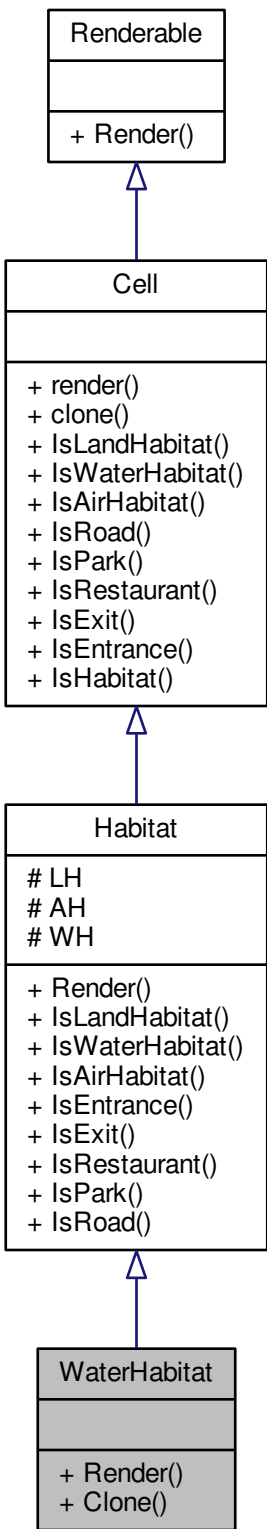 Renderable
+ Render()
Cell
+ render()
+ clone()
+ IsLandHabitat()
+ IsWaterHabitat()
+ IsAirHabitat()
+ IsRoad()
+ IsPark()
+ IsRestaurant()
+ IsExit()
+ IsEntrance()
+ IsHabitat()
Habitat
# LH
# AH
# WH
+ Render()
+ IsLandHabitat()
+ IsWaterHabitat()
+ IsAirHabitat()
+ IsEntrance()
+ IsExit()
+ IsRestaurant()
+ IsPark()
+ IsRoad()
WaterHabitat
+ Render()
+ Clone()